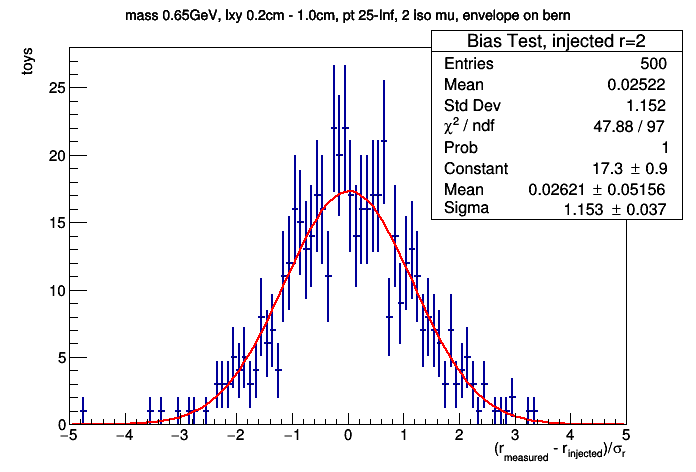 mass 0.65GeV, lxy 0.2cm - 1.0cm, pt 25-Inf, 2 iso mu, envelope on bern
Bias Test, injected r=2
Entries 500
Mean 0.02522
Std Dev 1.152
χ² / ndf 47.88 / 97
Prob 1
Constant 17.3 ± 0.9
Mean 0.02621 ± 0.05156
Sigma 1.153 ± 0.037
toys
25
20
15
10
5
0
−5 −4 −3 −2 −1 0 1 2 3 4 5
(r_measured - r_injected)/σ_r